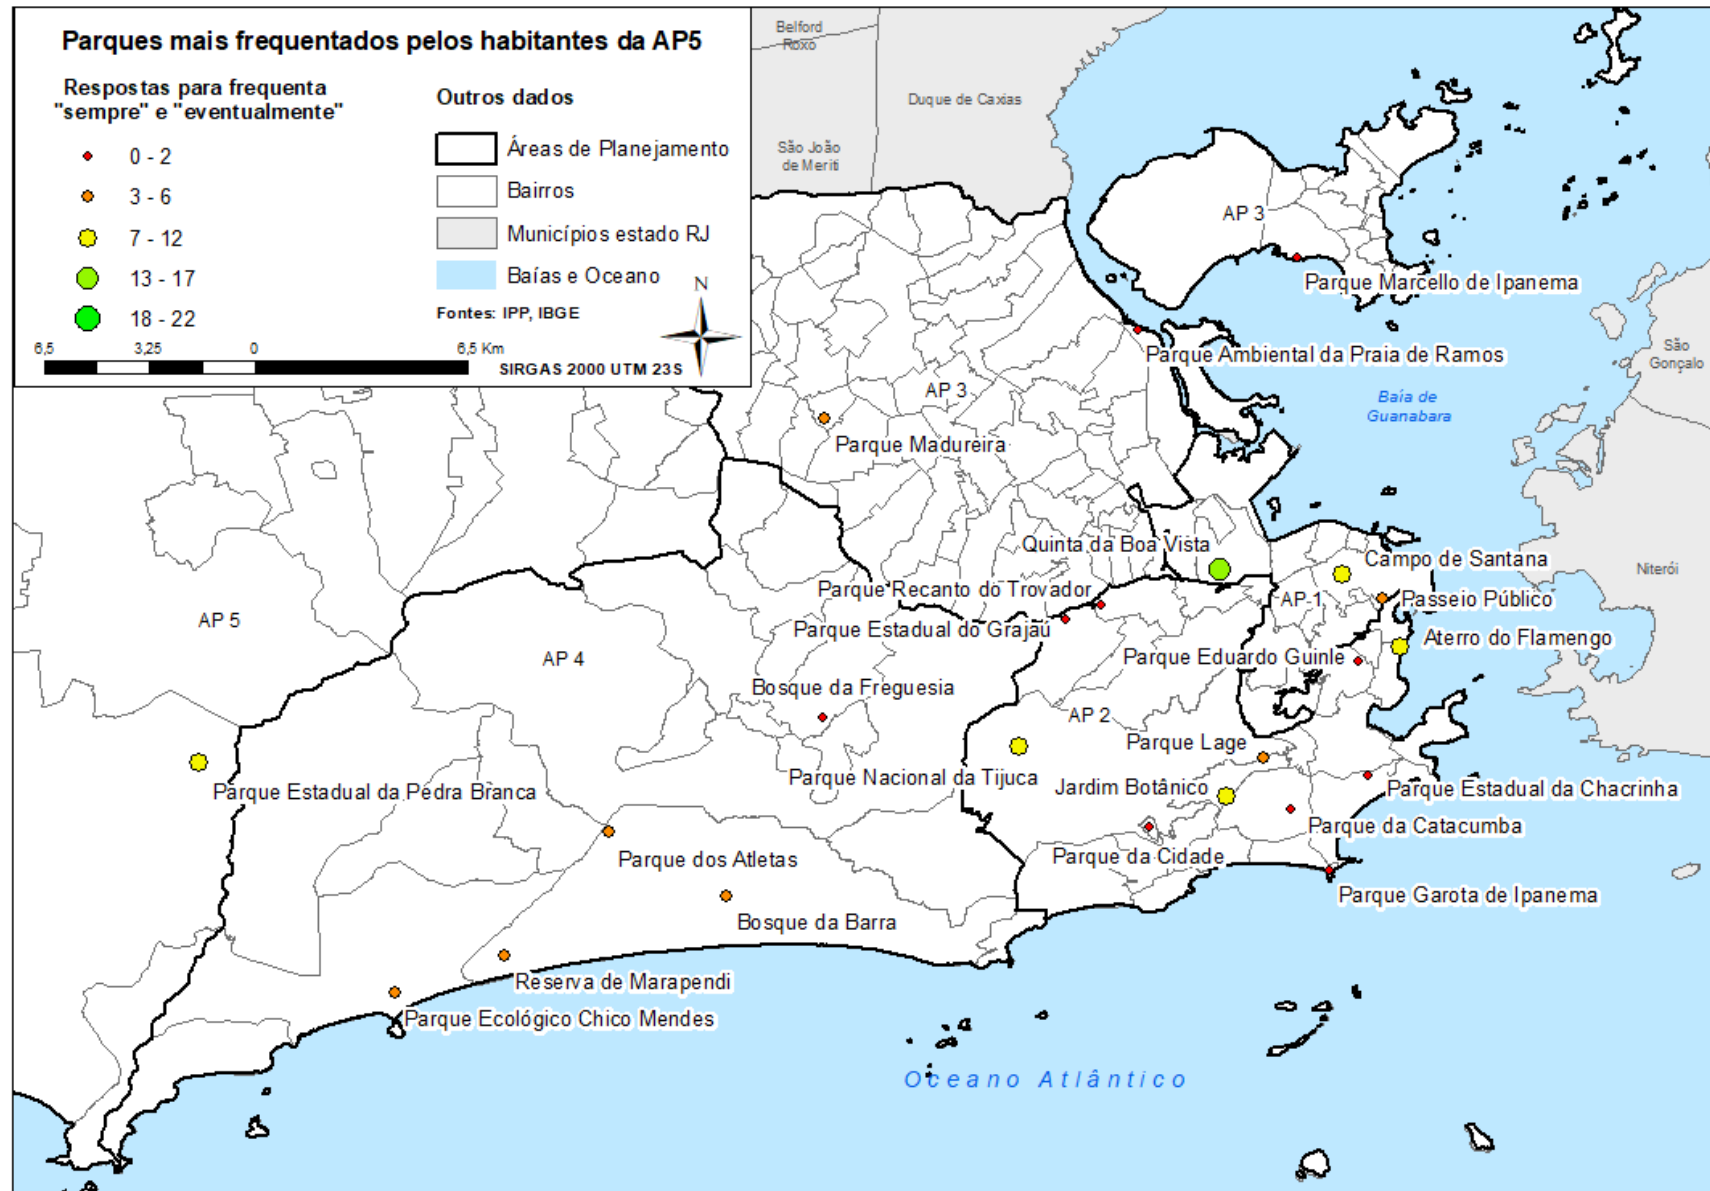 Parques mais frequentados pelos habitantes da AP5
Respostas para frequenta
"sempre" e "eventualmente"
0 - 2
3 - 6
7 - 12
13 - 17
18 - 22
Outros dados
Áreas de Planejamento
Bairros
Municípios estado RJ
Baías e Oceano
Fontes: IPP, IBGE
N
6,5
3,25
0
6,5 Km
SIRGAS 2000 UTM 23S
Belford
Roxo
Duque de Caxias
São João
de Meriti
AP 3
Parque Marcello de Ipanema
Parque Ambiental da Praia de Ramos
São
Gonçalo
AP 3
Baía de
Guanabara
Parque Madureira
Quinta da Boa Vista
Campo de Santana
Niterói
Parque Recanto do Trovador
AP 1
Passeio Público
AP 5
Parque Estadual do Grajaú
Aterro do Flamengo
AP 4
Parque Eduardo Guinle
Bosque da Freguesia
AP 2
Parque Lage
Parque Nacional da Tijuca
Jardim Botânico
Parque Estadual da Chacrinha
Parque Estadual da Pedra Branca
Parque da Catacumba
Parque dos Atletas
Parque da Cidade
Parque Garota de Ipanema
Bosque da Barra
Reserva de Marapendi
Parque Ecológico Chico Mendes
Oceano Atlântico